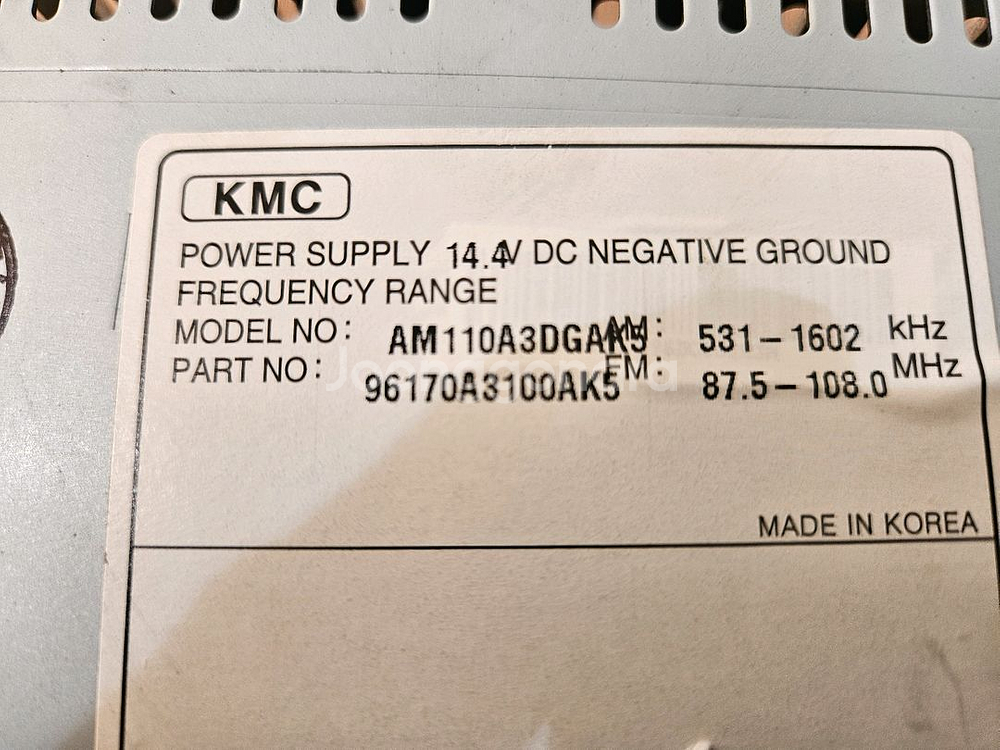 KMC
POWER SUPPLY 14.4V DC NEGATIVE GROUND
FREQUENCY RANGE
MODEL NO: AM110A3DGAAK5 AM: 531-1602 kHz
PART NO: 96170A3100AK5 FM: 87.5-108.0 MHz
MADE IN KOREA